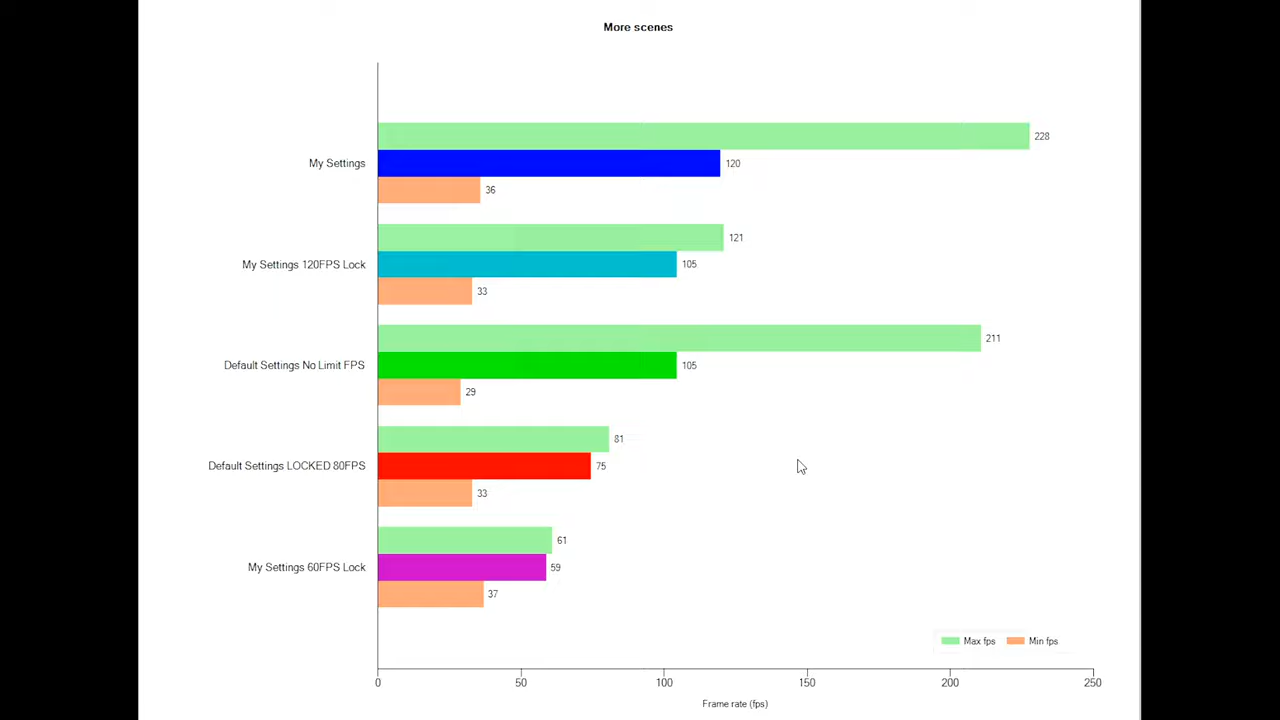 More scenes
228
My Settings 120
36
121
My Settings 120FPS Lock 105
33
211
Default Settings No Limit FPS 105
29
81
Default Settings LOCKED 80FPS 75
33
61
My Settings 60FPS Lock 59
37
Max fps Min fps
0 50 100 150 200 250
Frame rate (fps)